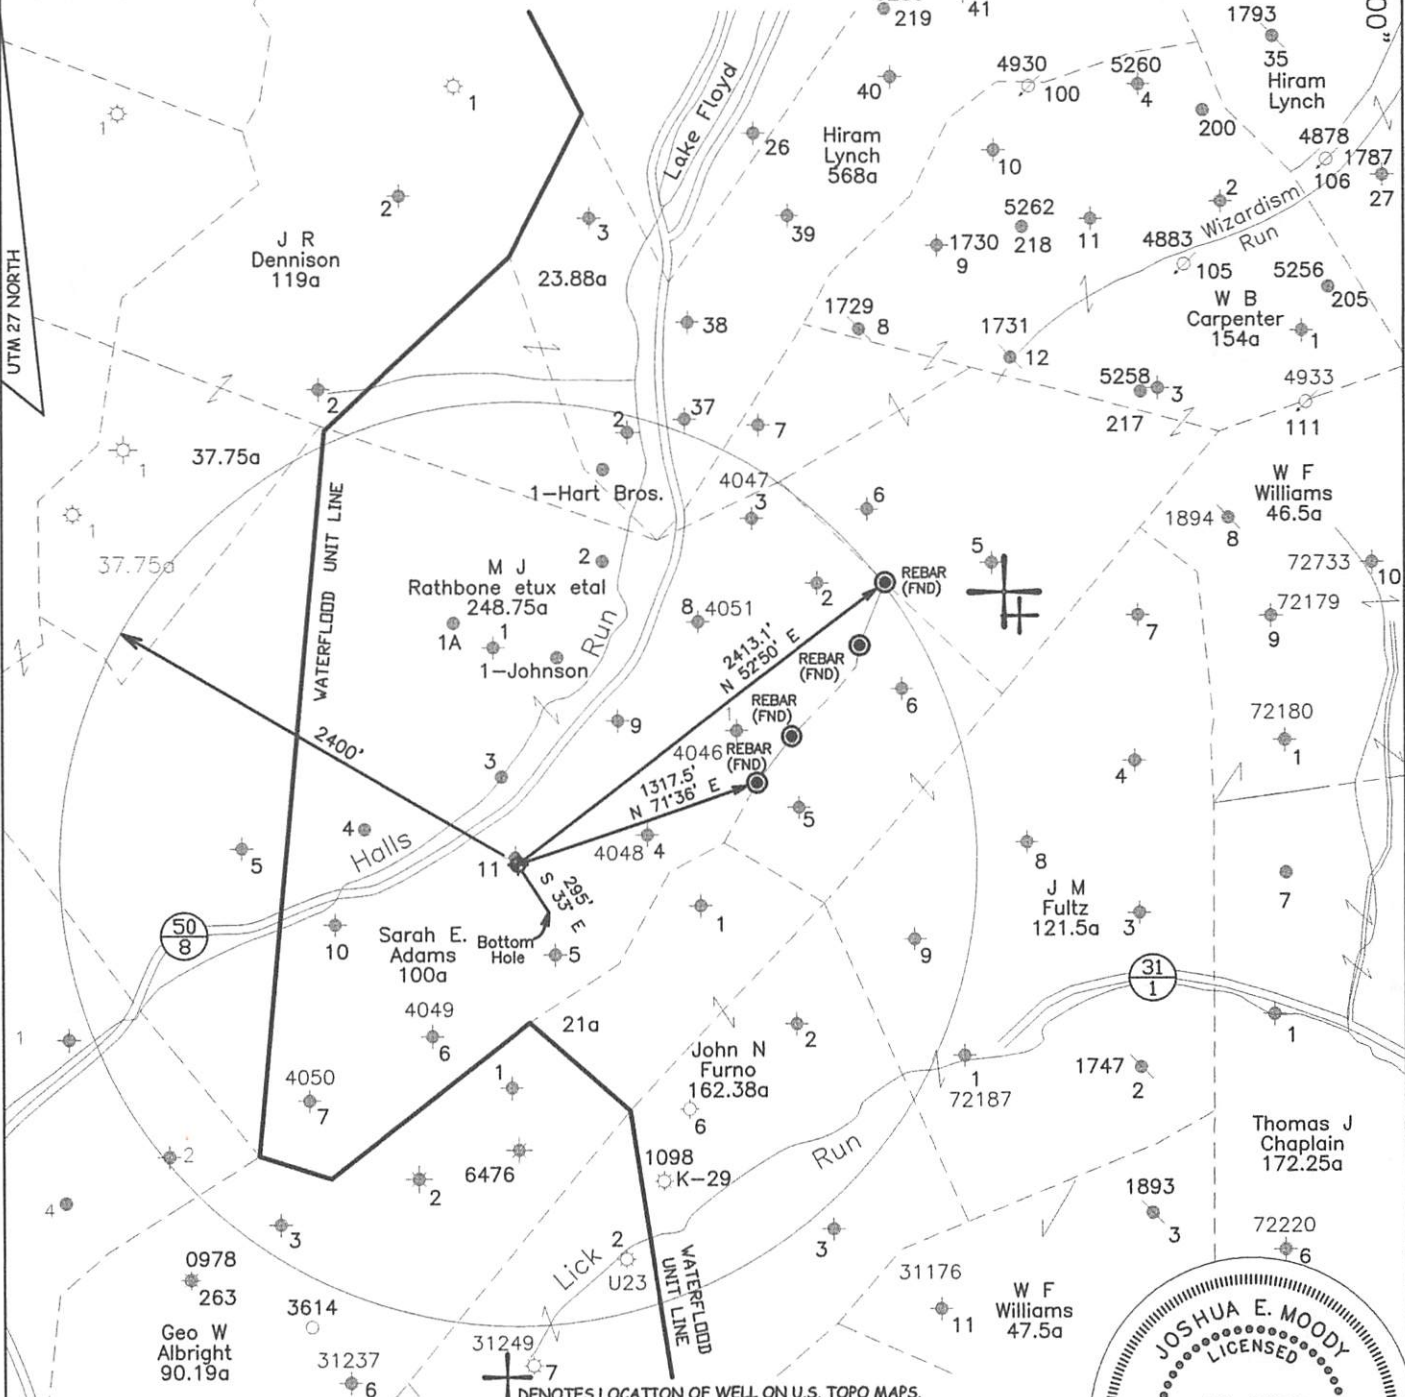 219
41
1793
00"
35
Hiram
Lynch
40
4930
100
5260
4
200
1
1
Lake Floyd
26
Hiram
Lynch
568a
10
4878
1787
106
27
2
3
39
5262
218
11
2
Wizardism
Run
1730
9
4883
105
5256
205
J R
Dennison
119a
23.88a
UTM 27 NORTH
38
1729
8
1731
12
W B
Carpenter
154a
1
2
5258
3
217
4933
111
2
37
7
37.75a
1
1-Hart Bros.
4047
3
6
W F
Williams
46.5a
1894
8
1
37.75a
WATERFLOOD UNIT LINE
M J
Rathbone etux etal
248.75a
2
5
72733
10
1A
1
1-Johnson
Run
8
4051
2
REBAR
(FND)
2413.1'
N 52°50' E
REBAR
(FND)
7
72179
9
9
REBAR
(FND)
6
1
4046
REBAR
(FND)
72180
1
2400'
3
1317.5'
N 71°36' E
5
4
4
5
Halls
11
4048
4
8
7
295'
S 33° E
50
8
10
Sarah E.
Adams
100a
Bottom
Hole
5
1
9
J M
Fultz
121.5a
3
31
1
1
4049
6
21a
2
1
1
John N
Furno
162.38a
6
1747
2
72187
4050
7
1
2
2
6476
1098
K-29
Run
Thomas J
Chaplain
172.25a
4
3
3
1893
3
72220
6
0978
263
2
U23
Lick
WATERFLOOD
UNIT LINE
31176
11
W F
Williams
47.5a
3614
Geo W
Albright
90.19a
31237
6
31249
7
JOSHUA E. MOODY
LICENSED
DENOTES LOCATION OF WELL ON U.S. TOPO MAPS.